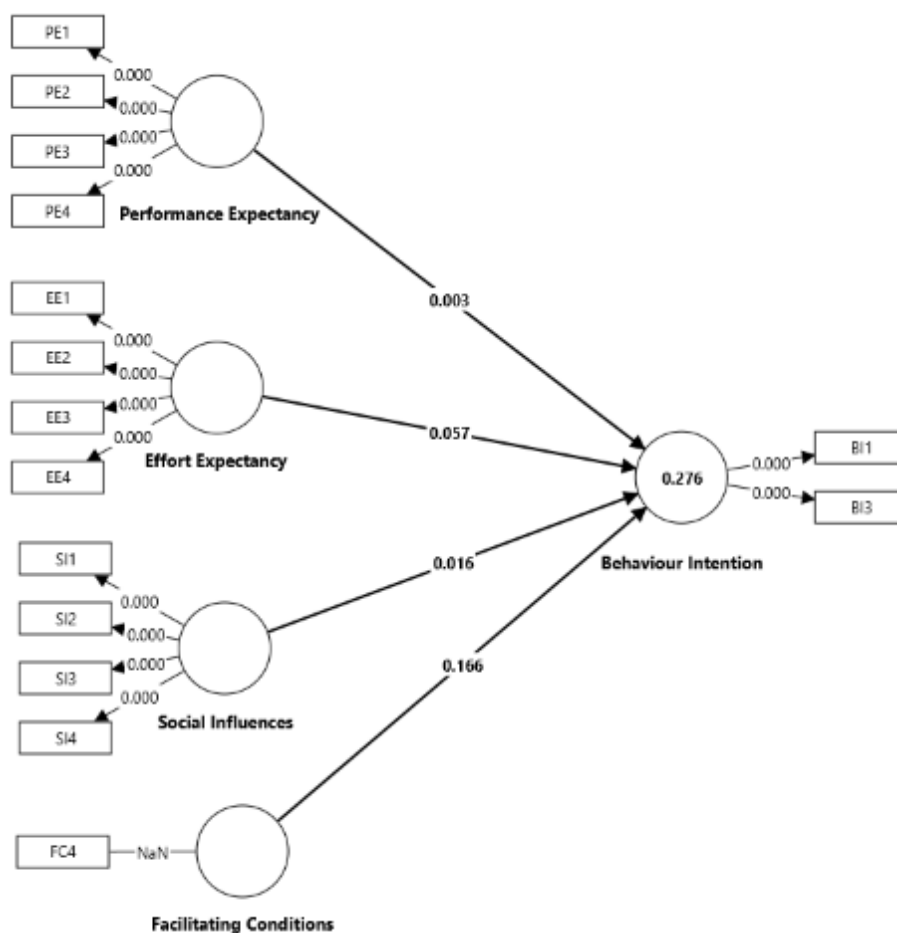 PE1
0.000
PE2
0.000
0.000
PE3
0.000
PE4
Performance Expectancy
0.003
EE1
0.000
EE2
0.000
0.000
EE3
0.000
EE4
Effort Expectancy
0.057
SI1
0.000
SI2
0.000
0.000
SI3
0.000
SI4
Social Influences
0.016
FC4
NaN
Facilitating Conditions
0.166
0.276
Behaviour Intention
0.000
BI1
0.000
BI3